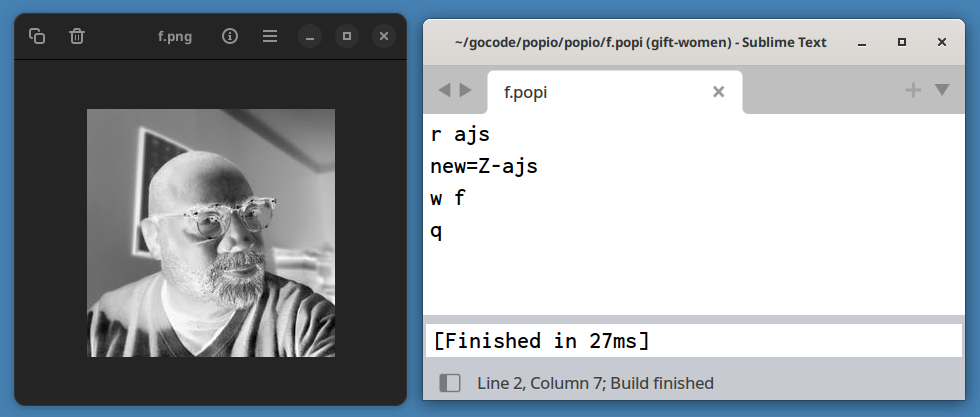 f.png
~/gocode/popio/popio/f.popi (gift-women) - Sublime Text
f.popi
r ajs
new=Z-ajs
w f
q
[Finished in 27ms]
Line 2, Column 7; Build finished